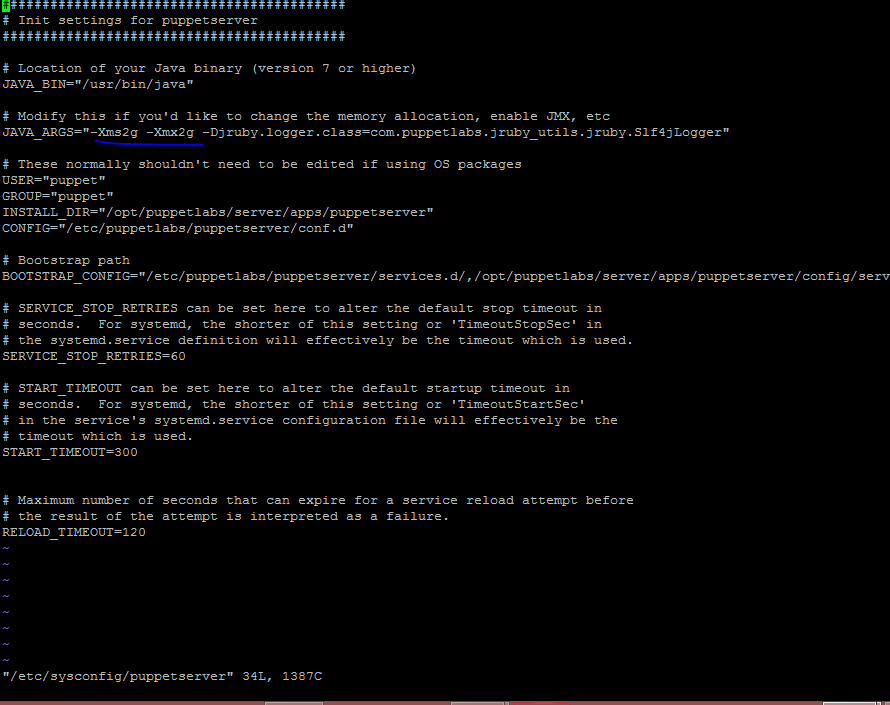 ###########################################
# Init settings for puppetserver
###########################################
# Location of your Java binary (version 7 or higher)
JAVA_BIN="/usr/bin/java"
# Modify this if you'd like to change the memory allocation, enable JMX, etc
JAVA_ARGS="-Xms2g -Xmx2g -Djruby.logger.class=com.puppetlabs.jruby_utils.jruby.Slf4jLogger"
# These normally shouldn't need to be edited if using OS packages
USER="puppet"
GROUP="puppet"
INSTALL_DIR="/opt/puppetlabs/server/apps/puppetserver"
CONFIG="/etc/puppetlabs/puppetserver/conf.d"
# Bootstrap path
BOOTSTRAP_CONFIG="/etc/puppetlabs/puppetserver/services.d/,/opt/puppetlabs/server/apps/puppetserver/config/serv
# SERVICE_STOP_RETRIES can be set here to alter the default stop timeout in
# seconds.  For systemd, the shorter of this setting or 'TimeoutStopSec' in
# the systemd.service definition will effectively be the timeout which is used.
SERVICE_STOP_RETRIES=60
# START_TIMEOUT can be set here to alter the default startup timeout in
# seconds.  For systemd, the shorter of this setting or 'TimeoutStartSec'
# in the service's systemd.service configuration file will effectively be the
# timeout which is used.
START_TIMEOUT=300
# Maximum number of seconds that can expire for a service reload attempt before
# the result of the attempt is interpreted as a failure.
RELOAD_TIMEOUT=120
~
~
~
~
~
~
~
~
"/etc/sysconfig/puppetserver" 34L, 1387C